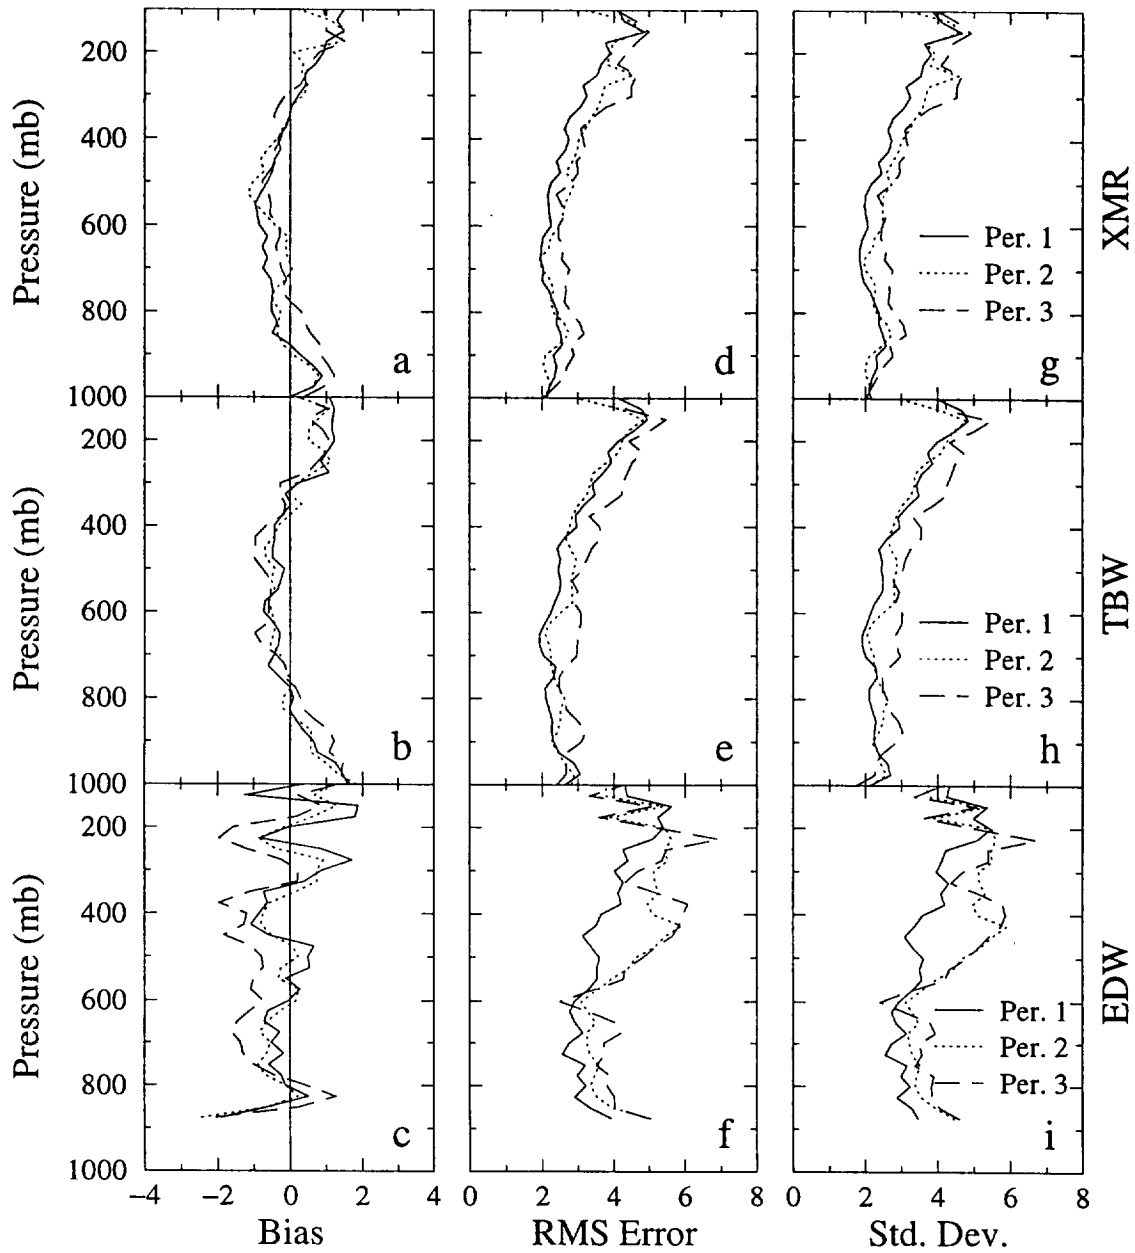 200
400
600
800
1000
Pressure (mb)
a
d
g
Per. 1
Per. 2
Per. 3
XMR
200
400
600
800
1000
Pressure (mb)
b
e
h
Per. 1
Per. 2
Per. 3
TBW
200
400
600
800
1000
Pressure (mb)
c
f
i
Per. 1
Per. 2
Per. 3
EDW
−4 −2 0 2 4
0 2 4 6 8
0 2 4 6 8
Bias
RMS Error
Std. Dev.